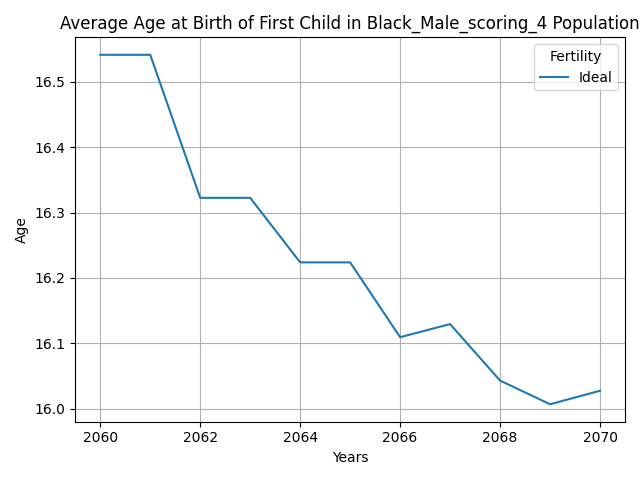 Average Age at Birth of First Child in Black_Male_scoring_4 Population
Fertility
Ideal
16.5
16.4
16.3
16.2
16.1
16.0
Age
2060 2062 2064 2066 2068 2070
Years